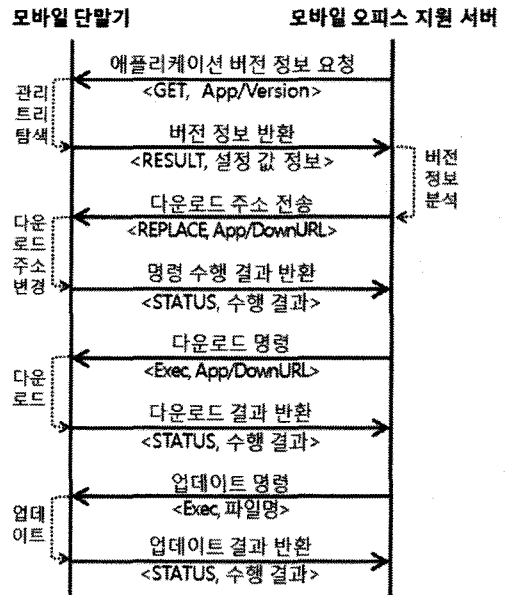 모바일 단말기
모바일 오피스 지원 서버
애플리케이션 버전 정보 요청
<GET, App/Version>
관리
트리
탐색
버전 정보 반환
<RESULT, 설정 값 정보>
버전
정보
분석
다운로드 주소 전송
<REPLACE, App/DownURL>
다운
로드
주소
변경
명령 수행 결과 반환
<STATUS, 수행 결과>
다운로드 명령
<Exec, App/DownURL>
다운
로드
다운로드 결과 반환
<STATUS, 수행 결과>
업데이트 명령
<Exec, 파일명>
업데
이트
업데이트 결과 반환
<STATUS, 수행 결과>